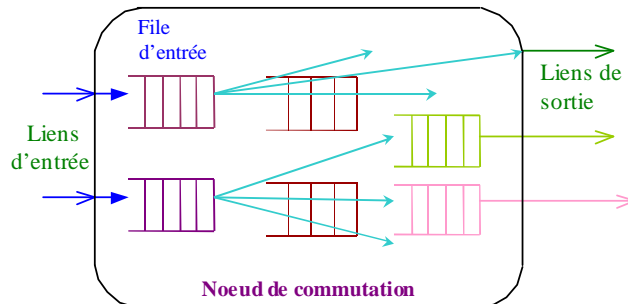 File
d'entrée
Liens de
sortie
Liens
d'entrée
Noeud de commutation